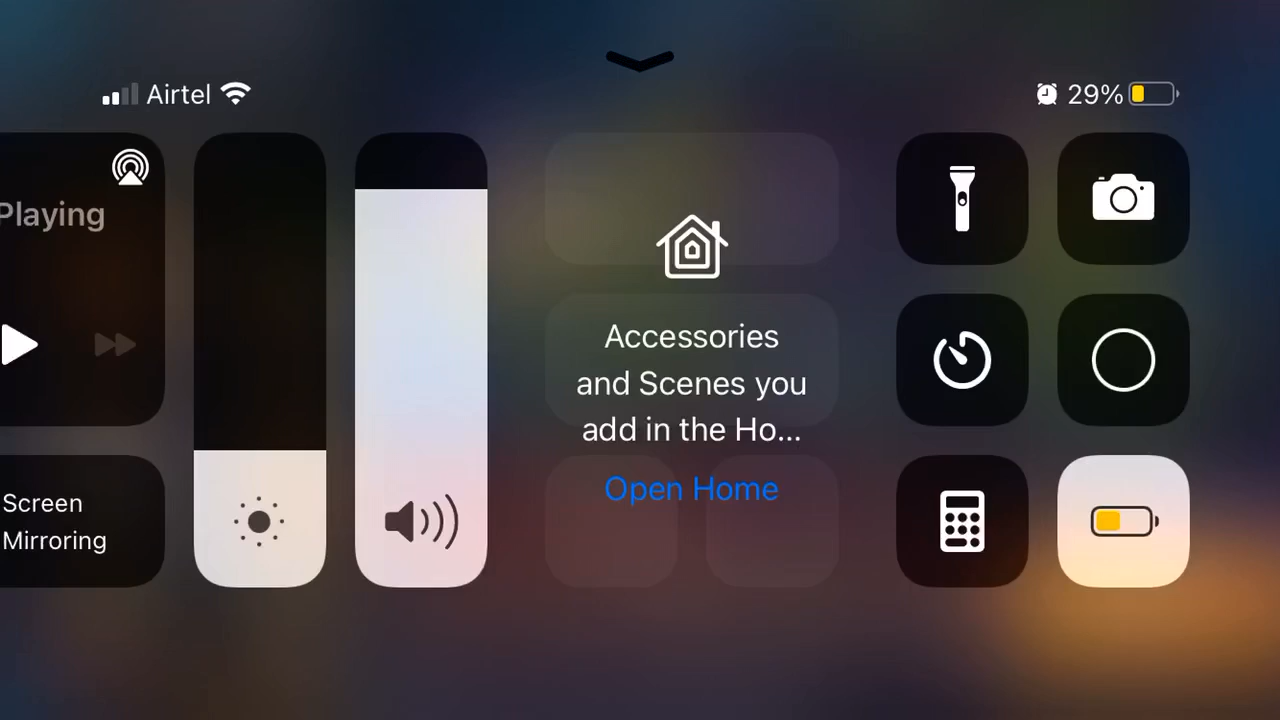 Airtel
29%
Playing
Screen
Mirroring
Accessories
and Scenes you
add in the Ho...
Open Home